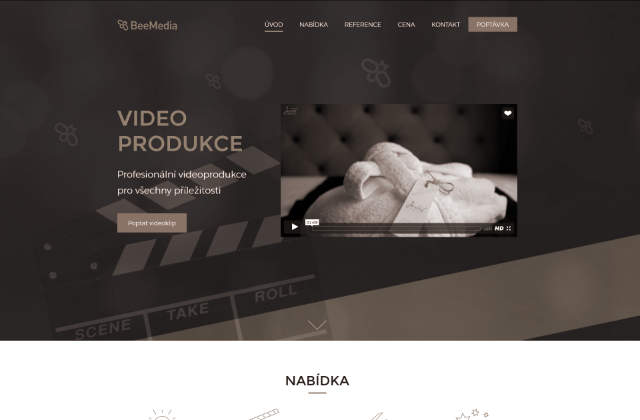 BeeMedia
ÚVOD NABÍDKA REFERENCE CENA KONTAKT POPTÁVKA
VIDEO
PRODUKCE
Profesionální videoprodukce
pro všechny příležitosti
Poptat videoklip
HD
SCENE TAKE ROLL
NABÍDKA